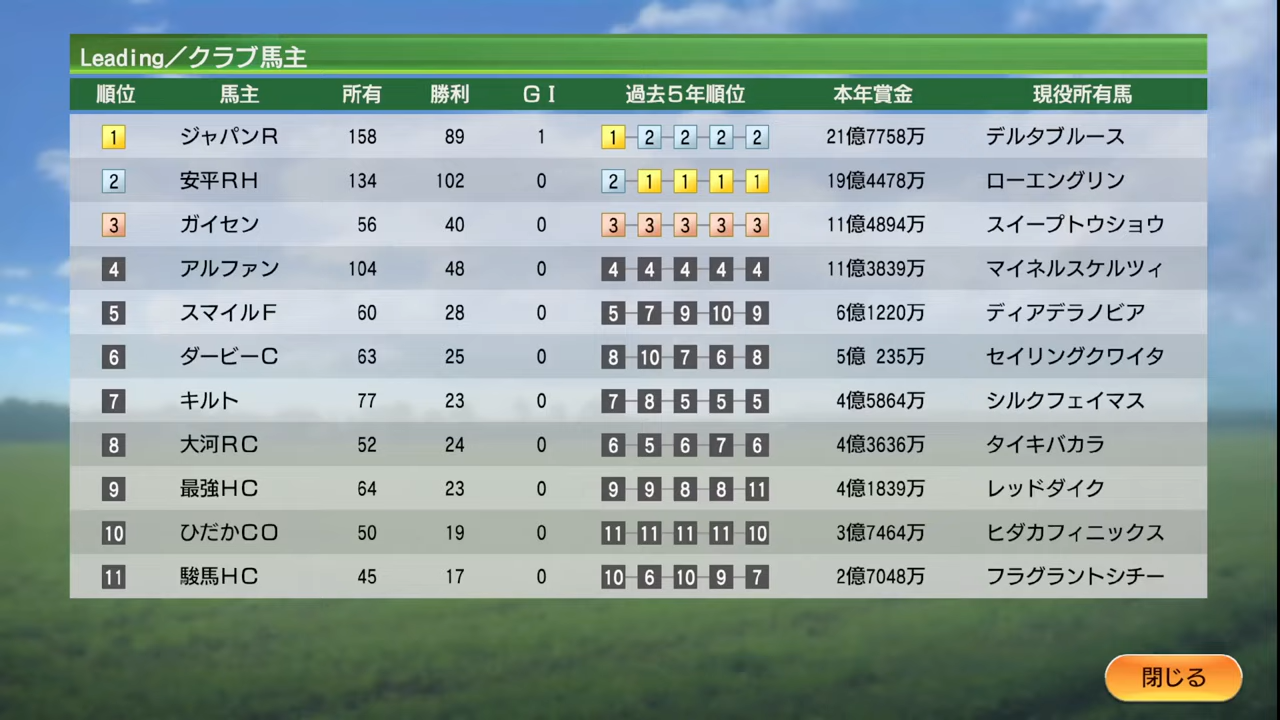 Leading／クラブ馬主
順位 馬主 所有 勝利 ＧＩ 過去５年順位 本年賞金 現役所有馬
1 ジャパンＲ 158 89 1 1-2-2-2-2 21億7758万 デルタブルース
2 安平ＲＨ 134 102 0 2-1-1-1-1 19億4478万 ローエングリン
3 ガイセン 56 40 0 3-3-3-3-3 11億4894万 スイープトウショウ
4 アルファン 104 48 0 4-4-4-4-4 11億3839万 マイネルスケルツィ
5 スマイルＦ 60 28 0 5-7-9-10-9 6億1220万 ディアデラノビア
6 ダービーＣ 63 25 0 8-10-7-6-8 5億 235万 セイリングクワイタ
7 キルト 77 23 0 7-8-5-5-5 4億5864万 シルクフェイマス
8 大河ＲＣ 52 24 0 6-5-6-7-6 4億3636万 タイキバカラ
9 最強ＨＣ 64 23 0 9-9-8-8-11 4億1839万 レッドダイク
10 ひだかＣＯ 50 19 0 11-11-11-11-10 3億7464万 ヒダカフィニックス
11 駿馬ＨＣ 45 17 0 10-6-10-9-7 2億7048万 フラグラントシチー
閉じる